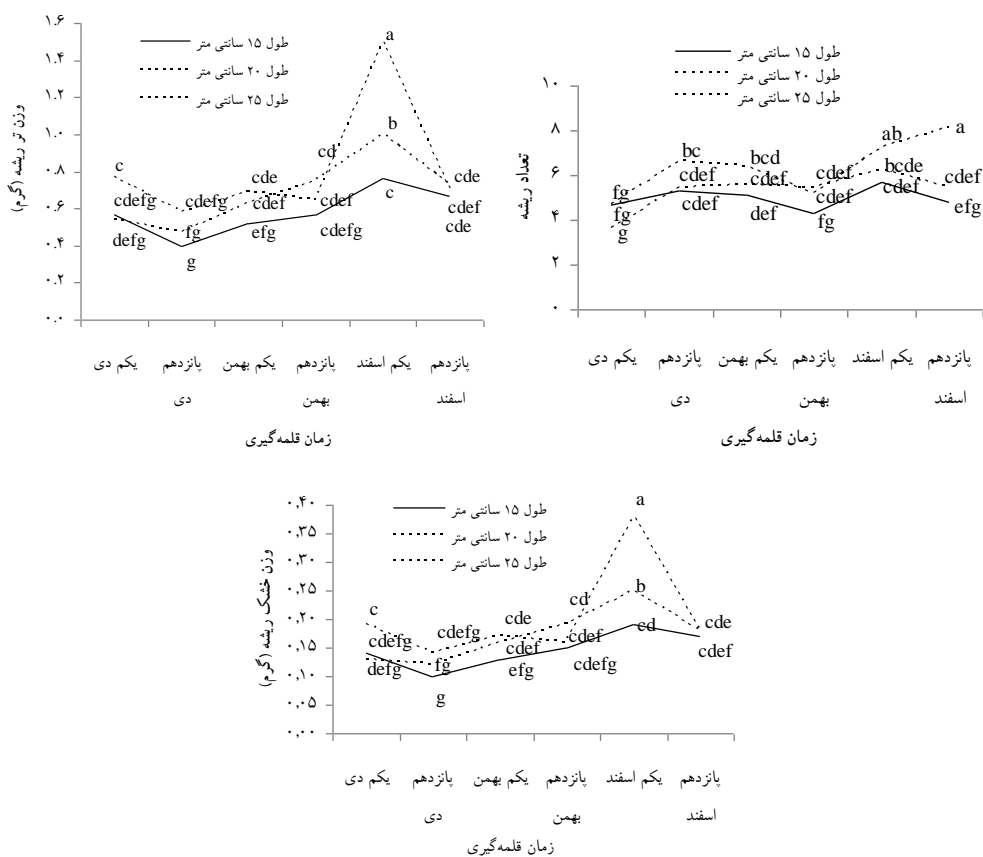 وزن تر ریشه (گرم)
۱.۶
۱.۴
۱.۲
۱.۰
۰.۸
۰.۶
۰.۴
۰.۲
۰.۰
طول ۱۵ سانتی متر
طول ۲۰ سانتی متر
طول ۲۵ سانتی متر
a
b
c
c
cdefg
defg
cdefg
fg
g
cde
cdef
efg
cd
cdef
cdefg
cde
cdef
cde
یکم دی
پانزدهم دی
یکم بهمن
پانزدهم بهمن
یکم اسفند
پانزدهم اسفند
زمان قلمه‌گیری
تعداد ریشه
۱۰
۸
۶
۴
۲
۰
طول ۱۵ سانتی متر
طول ۲۰ سانتی متر
طول ۲۵ سانتی متر
fg
fg
g
bc
cdef
cdef
bcd
cdef
def
cdef
cdef
fg
ab
bcde
cdef
a
cdef
efg
یکم دی
پانزدهم دی
یکم بهمن
پانزدهم بهمن
یکم اسفند
پانزدهم اسفند
زمان قلمه‌گیری
وزن خشک ریشه (گرم)
۰,۴۰
۰,۳۵
۰,۳۰
۰,۲۵
۰,۲۰
۰,۱۵
۰,۱۰
۰,۰۵
۰,۰۰
طول ۱۵ سانتی متر
طول ۲۰ سانتی متر
طول ۲۵ سانتی متر
c
cdefg
defg
cdefg
fg
g
cde
cdef
efg
cd
cdef
cdefg
a
b
cd
cde
cdef
یکم دی
پانزدهم دی
یکم بهمن
پانزدهم بهمن
یکم اسفند
پانزدهم اسفند
زمان قلمه‌گیری